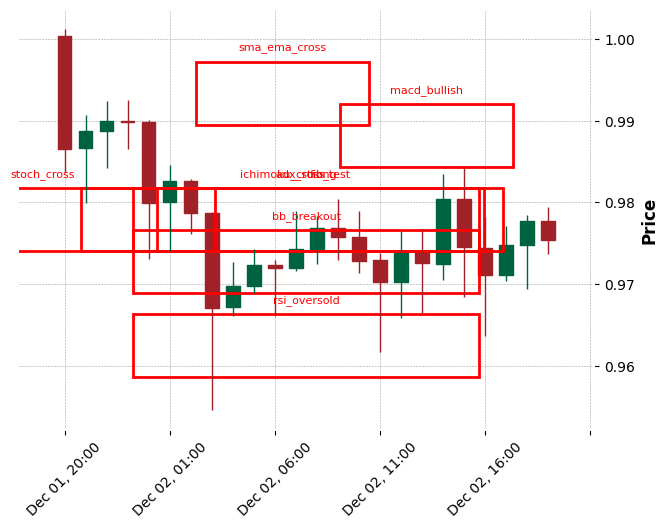 sma_ema_cross
macd_bullish
stoch_cross
bb_breakout
rsi_oversold
1.00
0.99
0.98
0.97
0.96
Price
Dec 01, 20:00
Dec 02, 01:00
Dec 02, 06:00
Dec 02, 11:00
Dec 02, 16:00